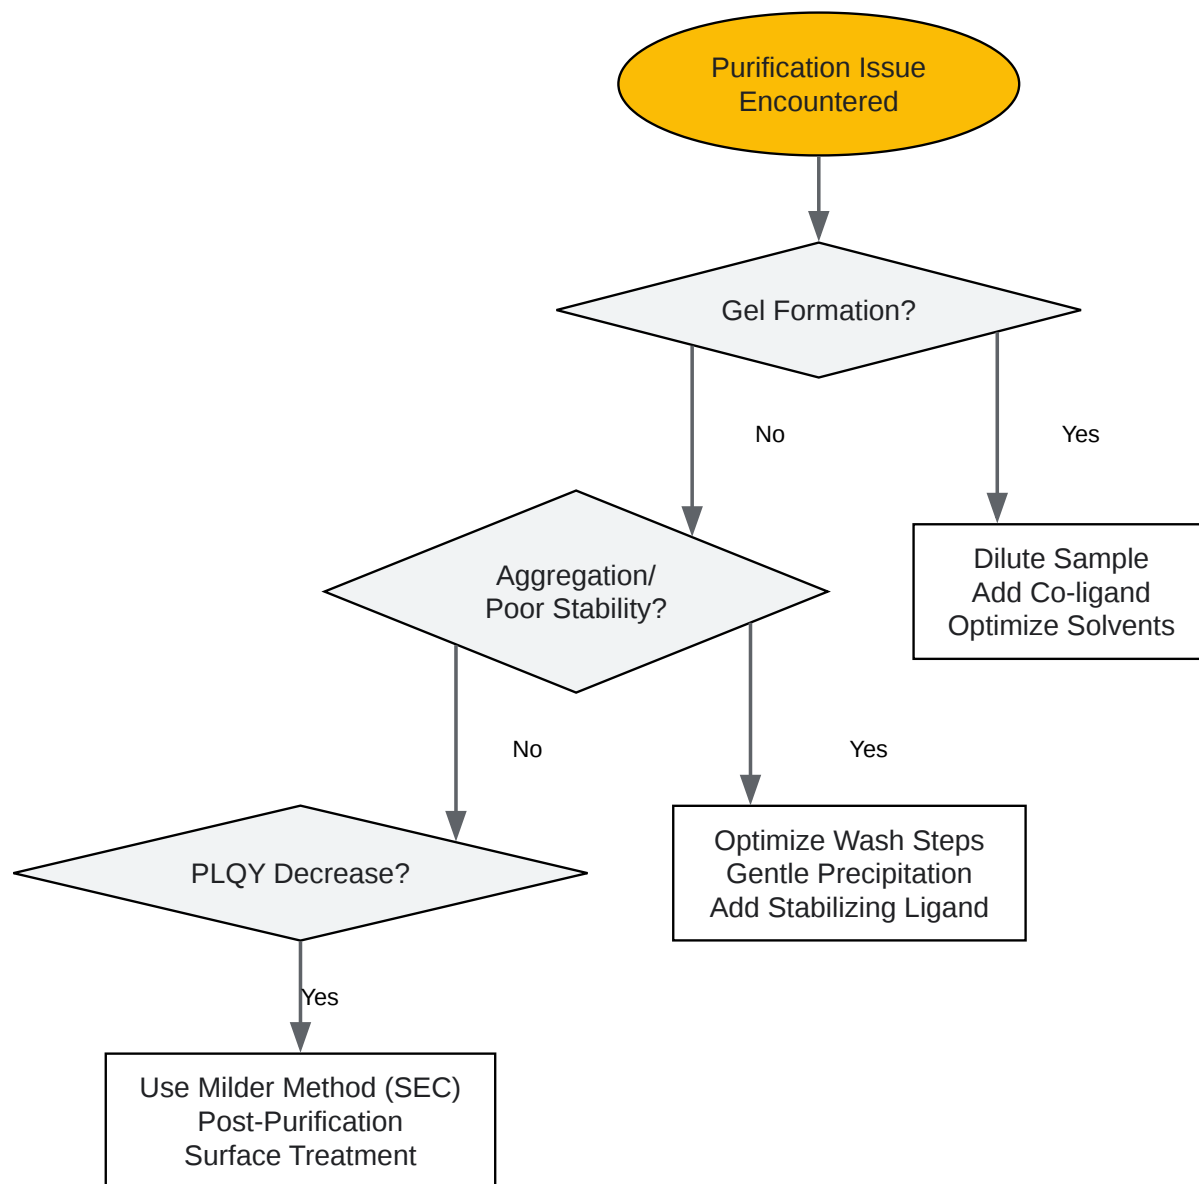 Purification Issue
Encountered
Gel Formation?
No
Yes
Dilute Sample
Add Co-ligand
Optimize Solvents
Aggregation/
Poor Stability?
No
Yes
Optimize Wash Steps
Gentle Precipitation
Add Stabilizing Ligand
PLQY Decrease?
Yes
Use Milder Method (SEC)
Post-Purification
Surface Treatment